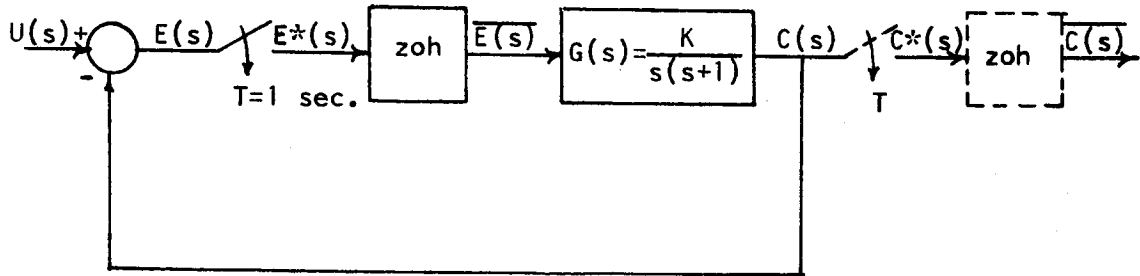 U(s) +
-
E(s)
T=1 sec.
E*(s)
zoh
E(s)
G(s)=K/s(s+1)
C(s)
T
C*(s)
zoh
C(s)